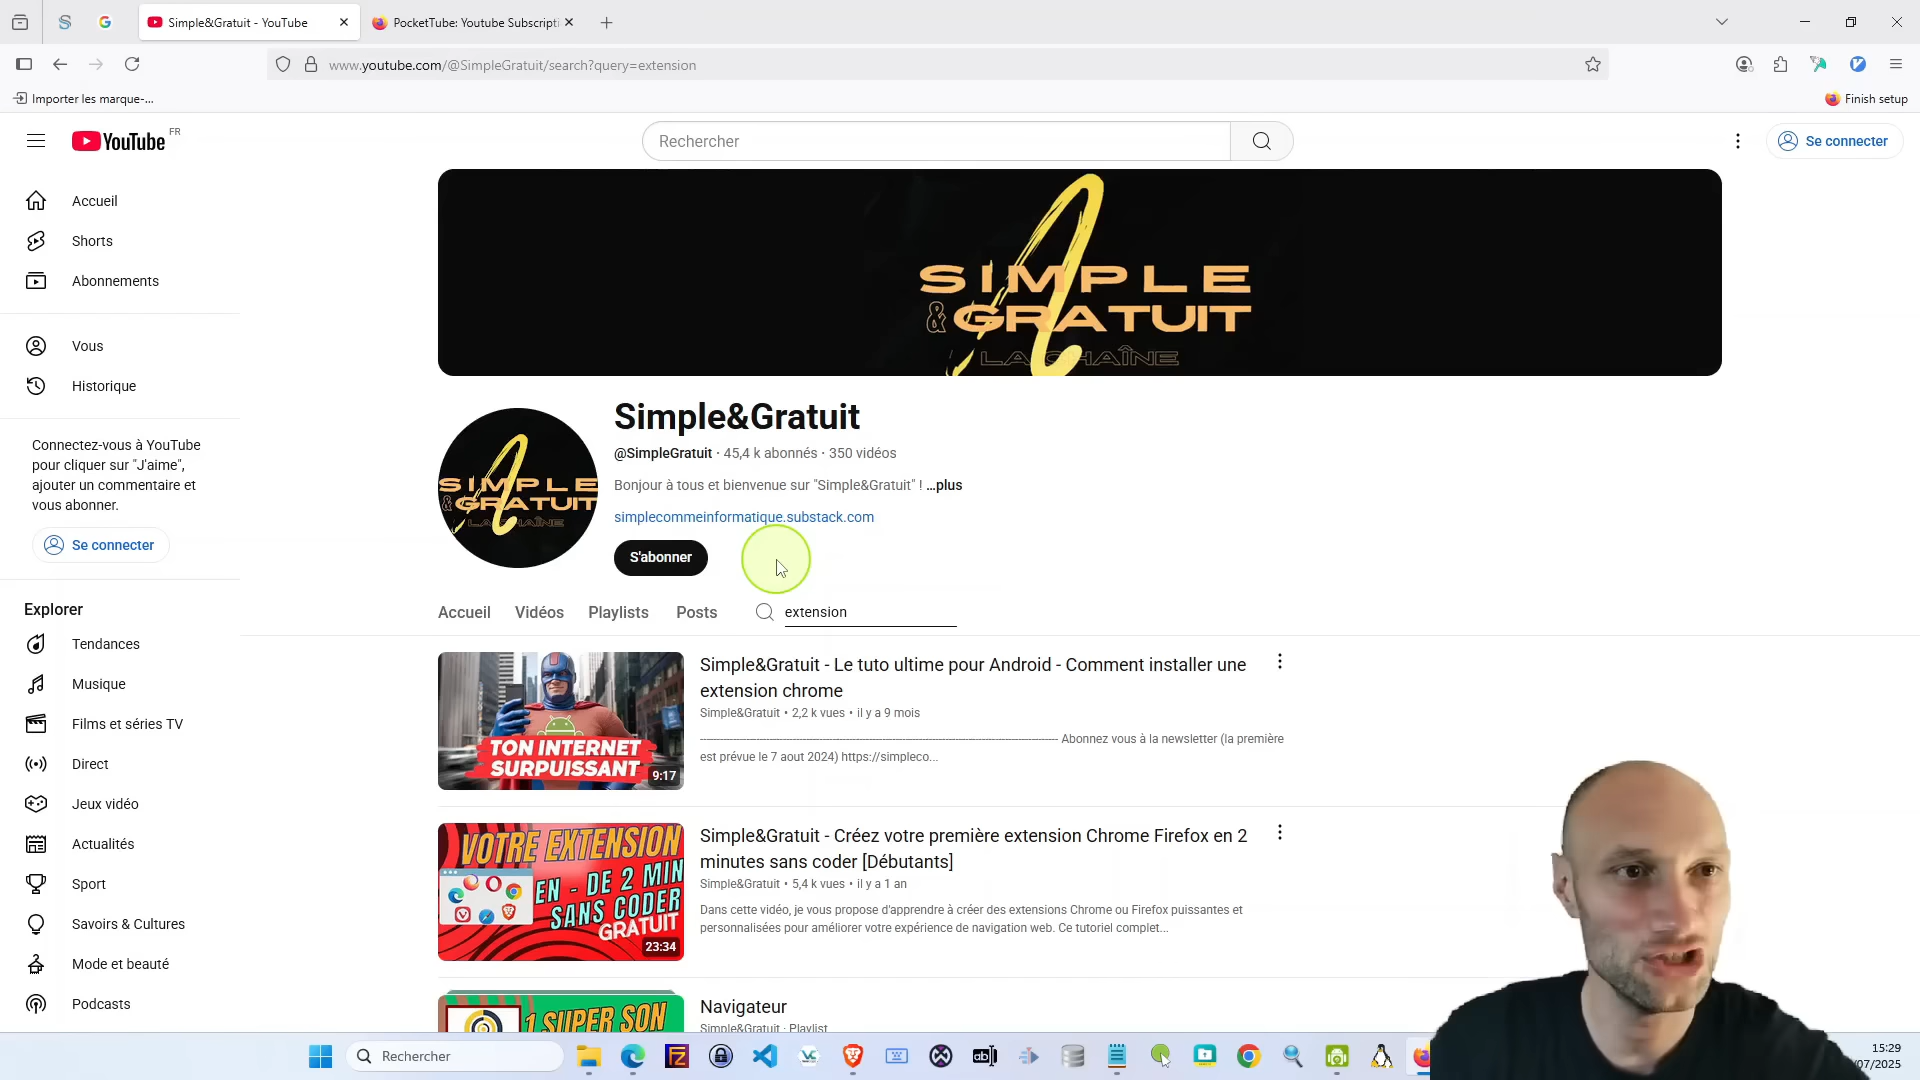 Simple&Gratuit - YouTube
PocketTube: Youtube Subscripti
www.youtube.com/@SimpleGratuit/search?query=extension
Importer les marque-...
Finish setup
YouTube FR
Rechercher
Se connecter
Accueil
Shorts
Abonnements
Vous
Historique
Connectez-vous à YouTube
pour cliquer sur "J'aime",
ajouter un commentaire et
vous abonner.
Se connecter
Explorer
Tendances
Musique
Films et séries TV
Direct
Jeux vidéo
Actualités
Sport
Savoirs & Cultures
Mode et beauté
Podcasts
SIMPLE
&GRATUIT
LA CHAÎNE
SIMPLE
&GRATUIT
LA CHAÎNE
Simple&Gratuit
@SimpleGratuit · 45,4 k abonnés · 350 vidéos
Bonjour à tous et bienvenue sur "Simple&Gratuit" ! ...plus
simplecommeinformatique.substack.com
S'abonner
Accueil Vidéos Playlists Posts extension
TON INTERNET
SURPUISSANT
9:17
Simple&Gratuit - Le tuto ultime pour Android - Comment installer une
extension chrome
Simple&Gratuit • 2,2 k vues • il y a 9 mois
Abonnez vous à la newsletter (la première
est prévue le 7 aout 2024) https://simpleco...
VOTRE EXTENSION
EN - DE 2 MIN
SANS CODER
GRATUIT
23:34
Simple&Gratuit - Créez votre première extension Chrome Firefox en 2
minutes sans coder [Débutants]
Simple&Gratuit • 5,4 k vues • il y a 1 an
Dans cette vidéo, je vous propose d'apprendre à créer des extensions Chrome ou Firefox puissantes et
personnalisées pour améliorer votre expérience de navigation web. Ce tutoriel complet...
1 SUPER SON
Navigateur
Simple&Gratuit · Playlist
Rechercher
15:29
/07/2025